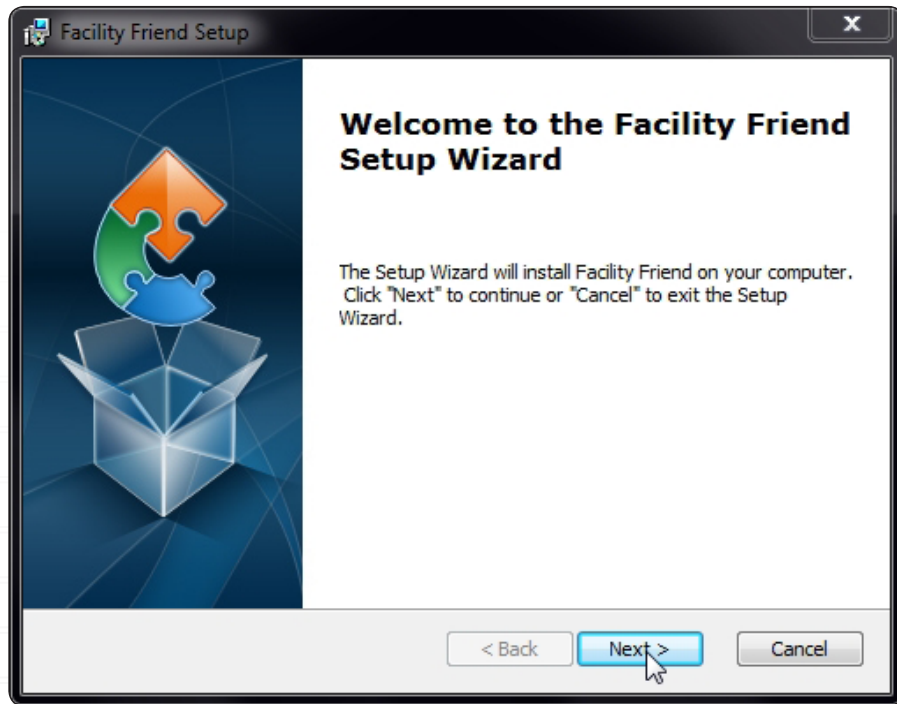 Facility Friend Setup
Welcome to the Facility Friend
Setup Wizard
The Setup Wizard will install Facility Friend on your computer.
Click "Next" to continue or "Cancel" to exit the Setup
Wizard.
< Back Next > Cancel